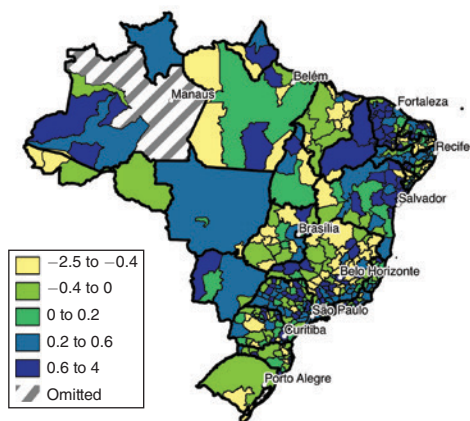 Manaus
Belém
Fortaleza
Recife
Salvador
Brasília
Belo Horizonte
São Paulo
Curitiba
Porto Alegre
−2.5 to −0.4
−0.4 to 0
0 to 0.2
0.2 to 0.6
0.6 to 4
Omitted